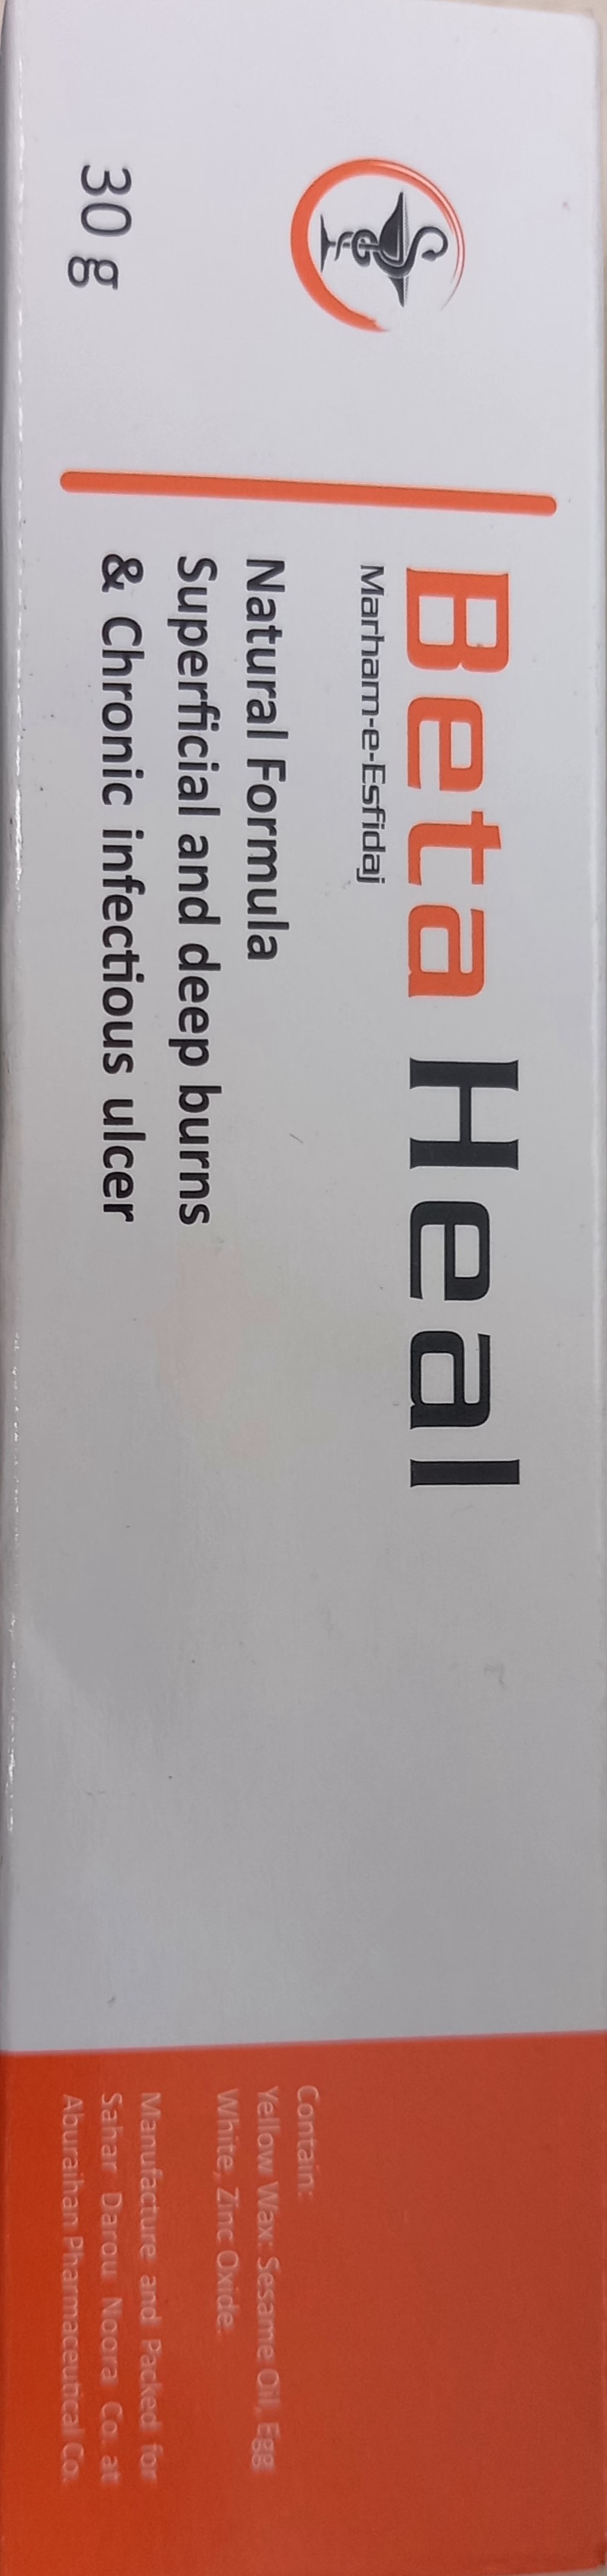 Beta Heal
Marham-e-Esfidaj
Natural Formula
Superficial and deep burns
& Chronic infectious ulcer
30 g
Contain:
Yellow Wax: Sesame Oil, Egg
White, Zinc Oxide.
Manufacture and Packed for
Sahar Darou Noora Co. at
Aburaihan Pharmaceutical Co.